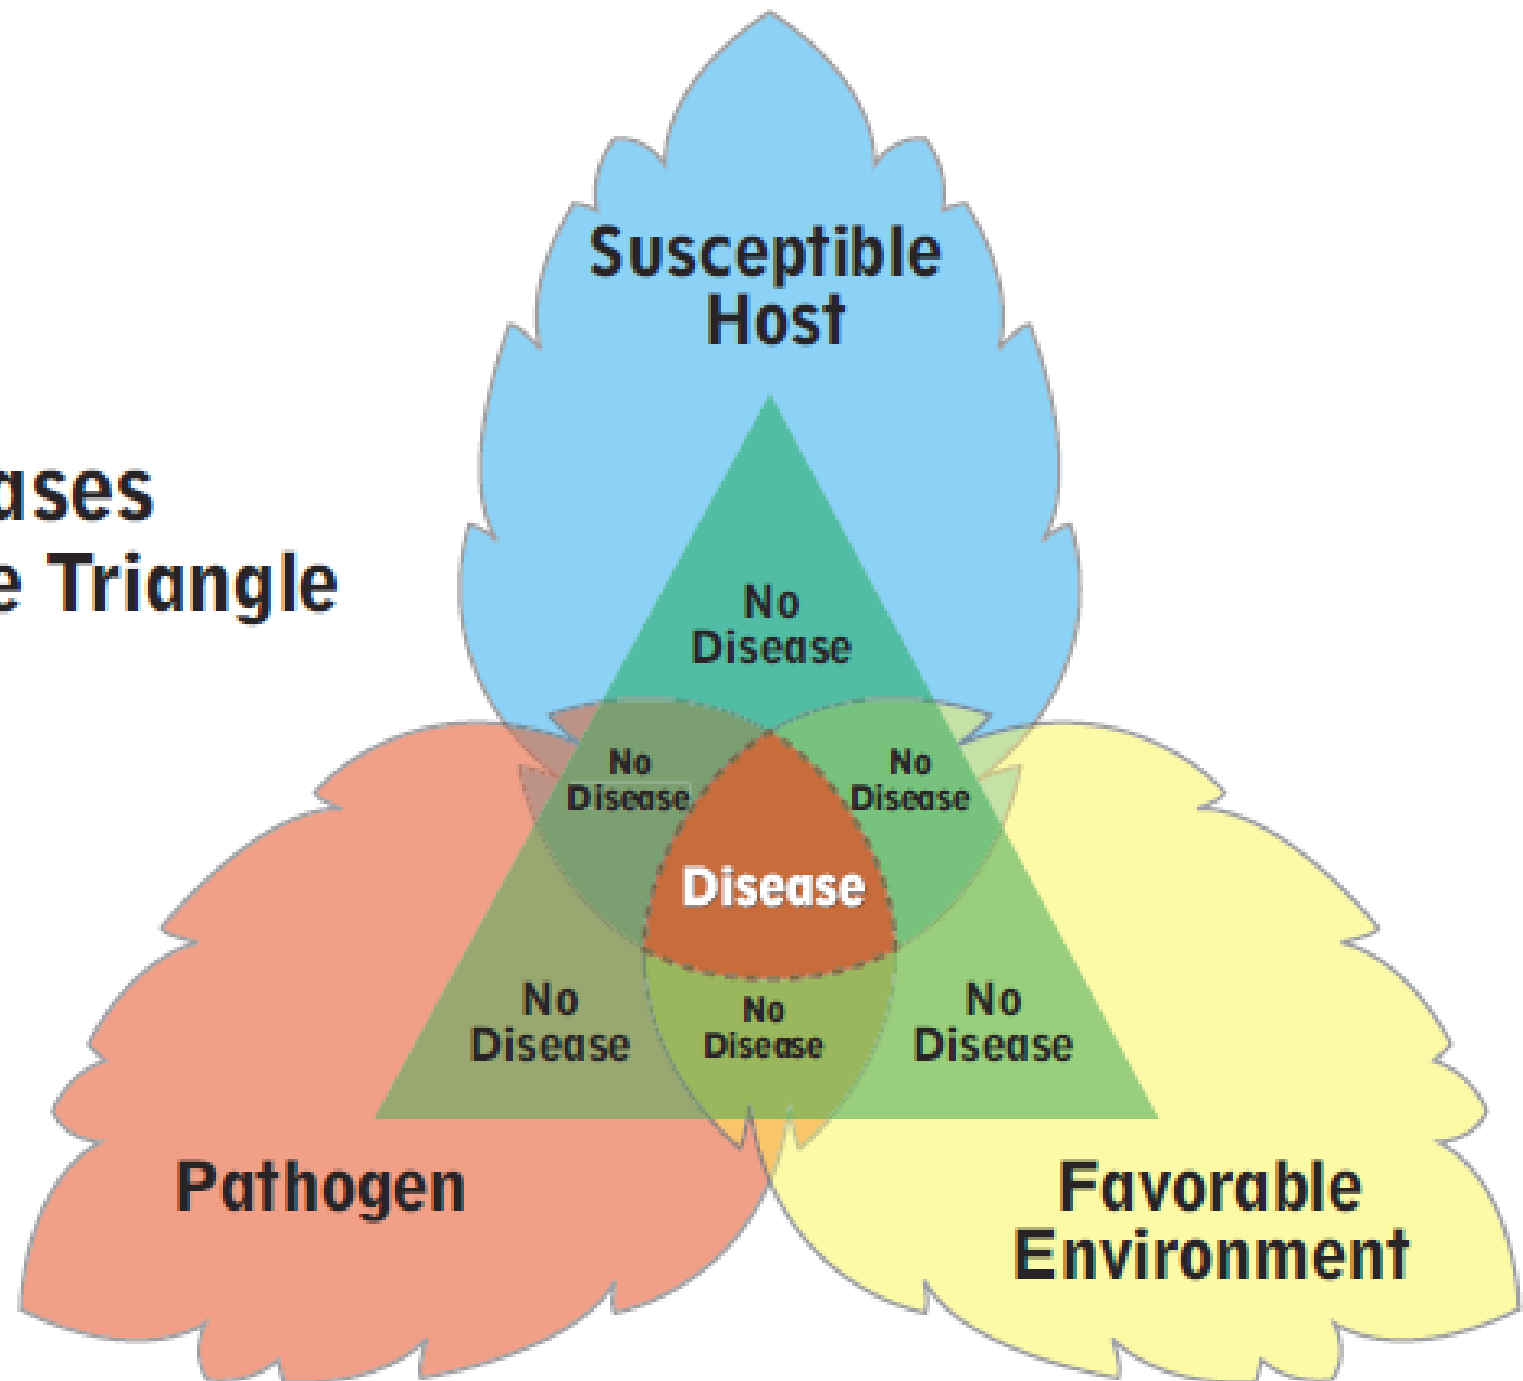 Susceptible
Host
ases
e Triangle
No
Disease
No
Disease
No
Disease
Disease
No
Disease
No
Disease
No
Disease
Pathogen
Favorable
Environment